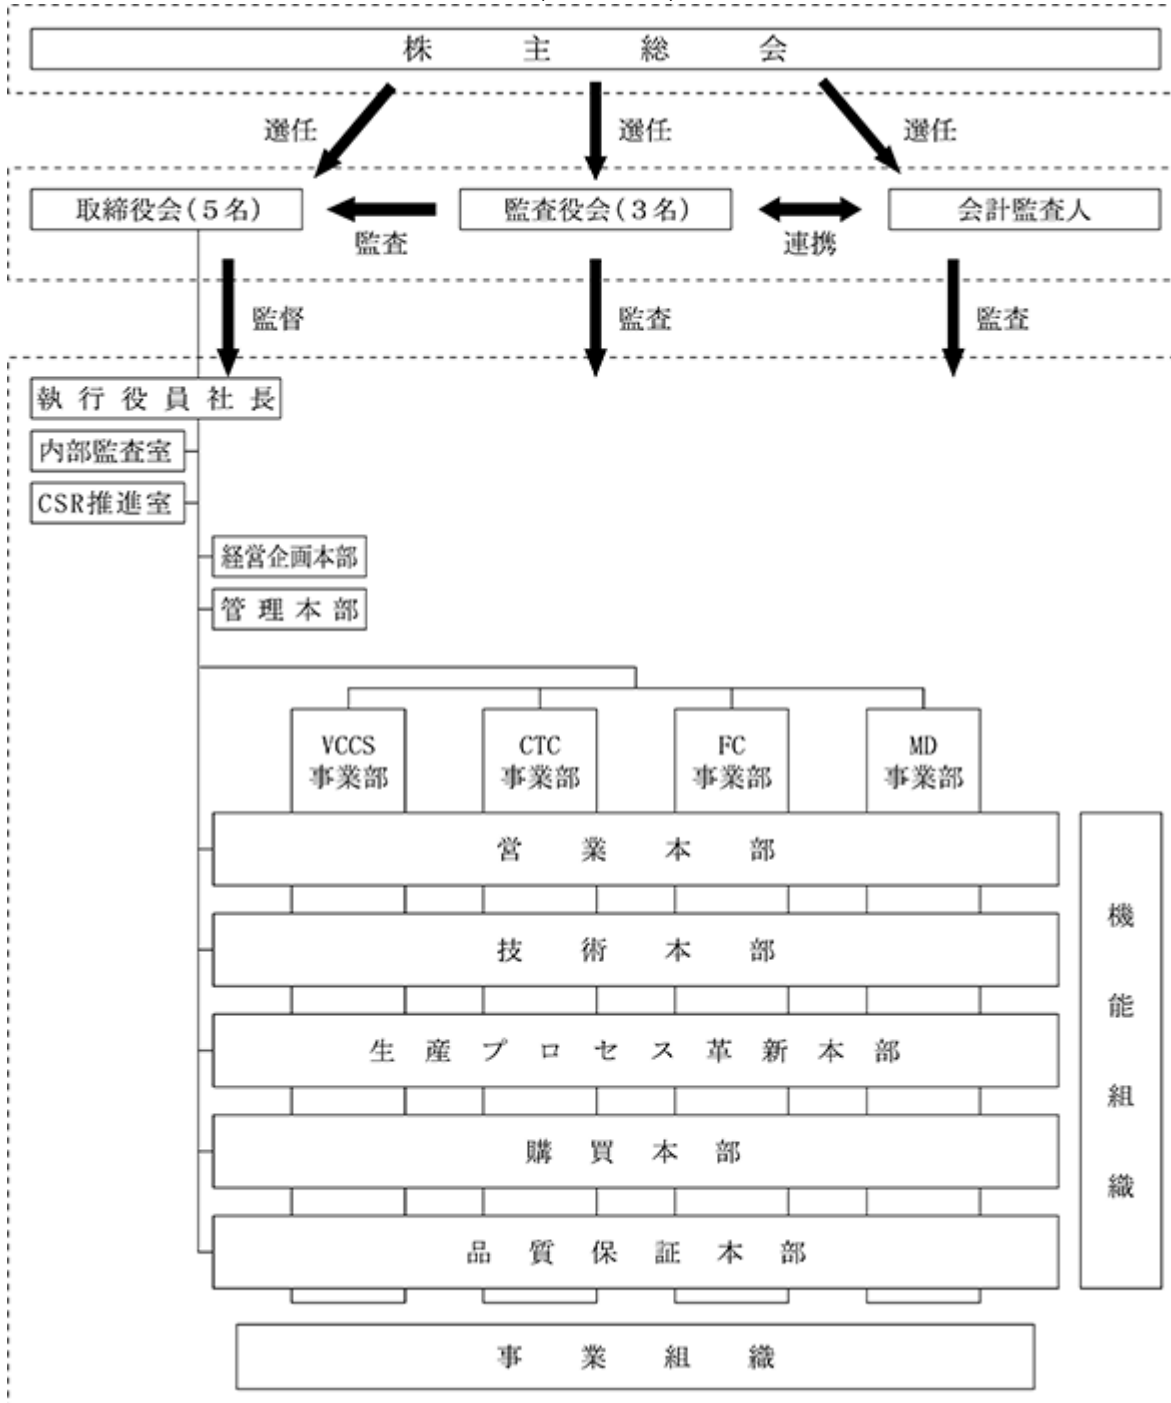 株主総会
選任
選任
選任
取締役会(5名)
監査役会(3名)
会計監査人
監査
連携
監督
監査
監査
執行役員社長
内部監査室
CSR推進室
経営企画本部
管理本部
VCCS
事業部
CTC
事業部
FC
事業部
MD
事業部
営業本部
技術本部
生産プロセス革新本部
購買本部
品質保証本部
機能組織
事業組織